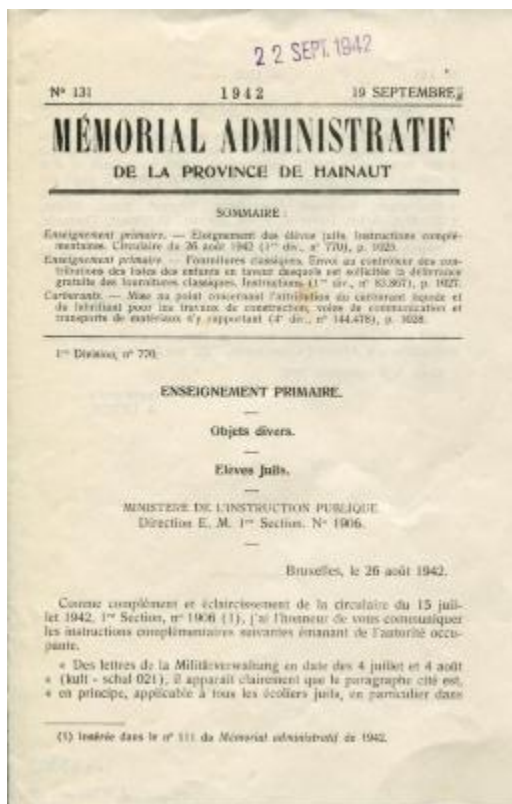 22 SEPT. 1942
N° 131 1942 19 SEPTEMBRE
MÉMORIAL ADMINISTRATIF
DE LA PROVINCE DE HAINAUT
SOMMAIRE :
Enseignement primaire. — Eloignement des élèves juifs. Instructions complé-
mentaires. Circulaire du 26 août 1942 (1re div., n° 770), p. 1025.
Enseignement primaire. — Fournitures classiques. Envoi au contrôleur des con-
tributions des listes des enfants en faveur desquels est sollicitée la délivrance
gratuite des fournitures classiques. Instructions (1re div., n° 83.867), p. 1027.
Carburants. — Mise au point concernant l'attribution du carburant liquide et
du lubrifiant pour les travaux de construction, voies de communication et
transports de matériaux s'y rapportant (4e div., n° 144.478), p. 1028.
1re Division, n° 770.
ENSEIGNEMENT PRIMAIRE.
Objets divers.
Elèves juifs.
MINISTERE DE L'INSTRUCTION PUBLIQUE
Direction E. M. 1re Section. N° 1906.
Bruxelles, le 26 août 1942.
Comme complément et éclaircissement de la circulaire du 15 juil-
let 1942, 1re Section, n° 1906 (1), j'ai l'honneur de vous communiquer
les instructions complémentaires suivantes émanant de l'autorité occu-
pante.
« Des lettres de la Militärverwaltung en date des 4 juillet et 4 août
« (kult - schul 021), il apparaît clairement que le paragraphe cité est,
« en principe, applicable à tous les écoliers juifs, en particulier dans
(1) Insérée dans le n° 111 du Mémorial administratif de 1942.